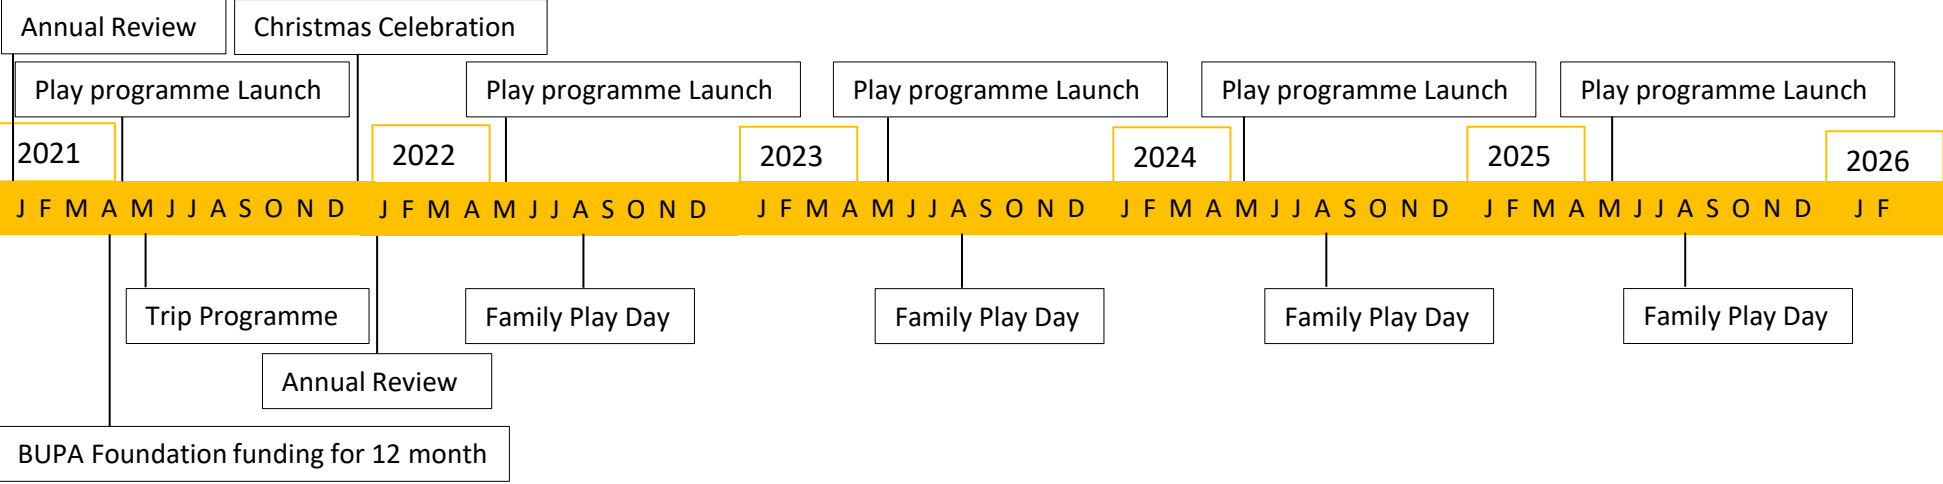 Annual Review
Christmas Celebration
Play programme Launch
Play programme Launch
Play programme Launch
Play programme Launch
Play programme Launch
2021
2022
2023
2024
2025
2026
J F M A M J J A S O N D J F M A M J J A S O N D J F M A M J J A S O N D J F M A M J J A S O N D J F M A M J J A S O N D J F
Trip Programme
Family Play Day
Family Play Day
Family Play Day
Family Play Day
Annual Review
BUPA Foundation funding for 12 month